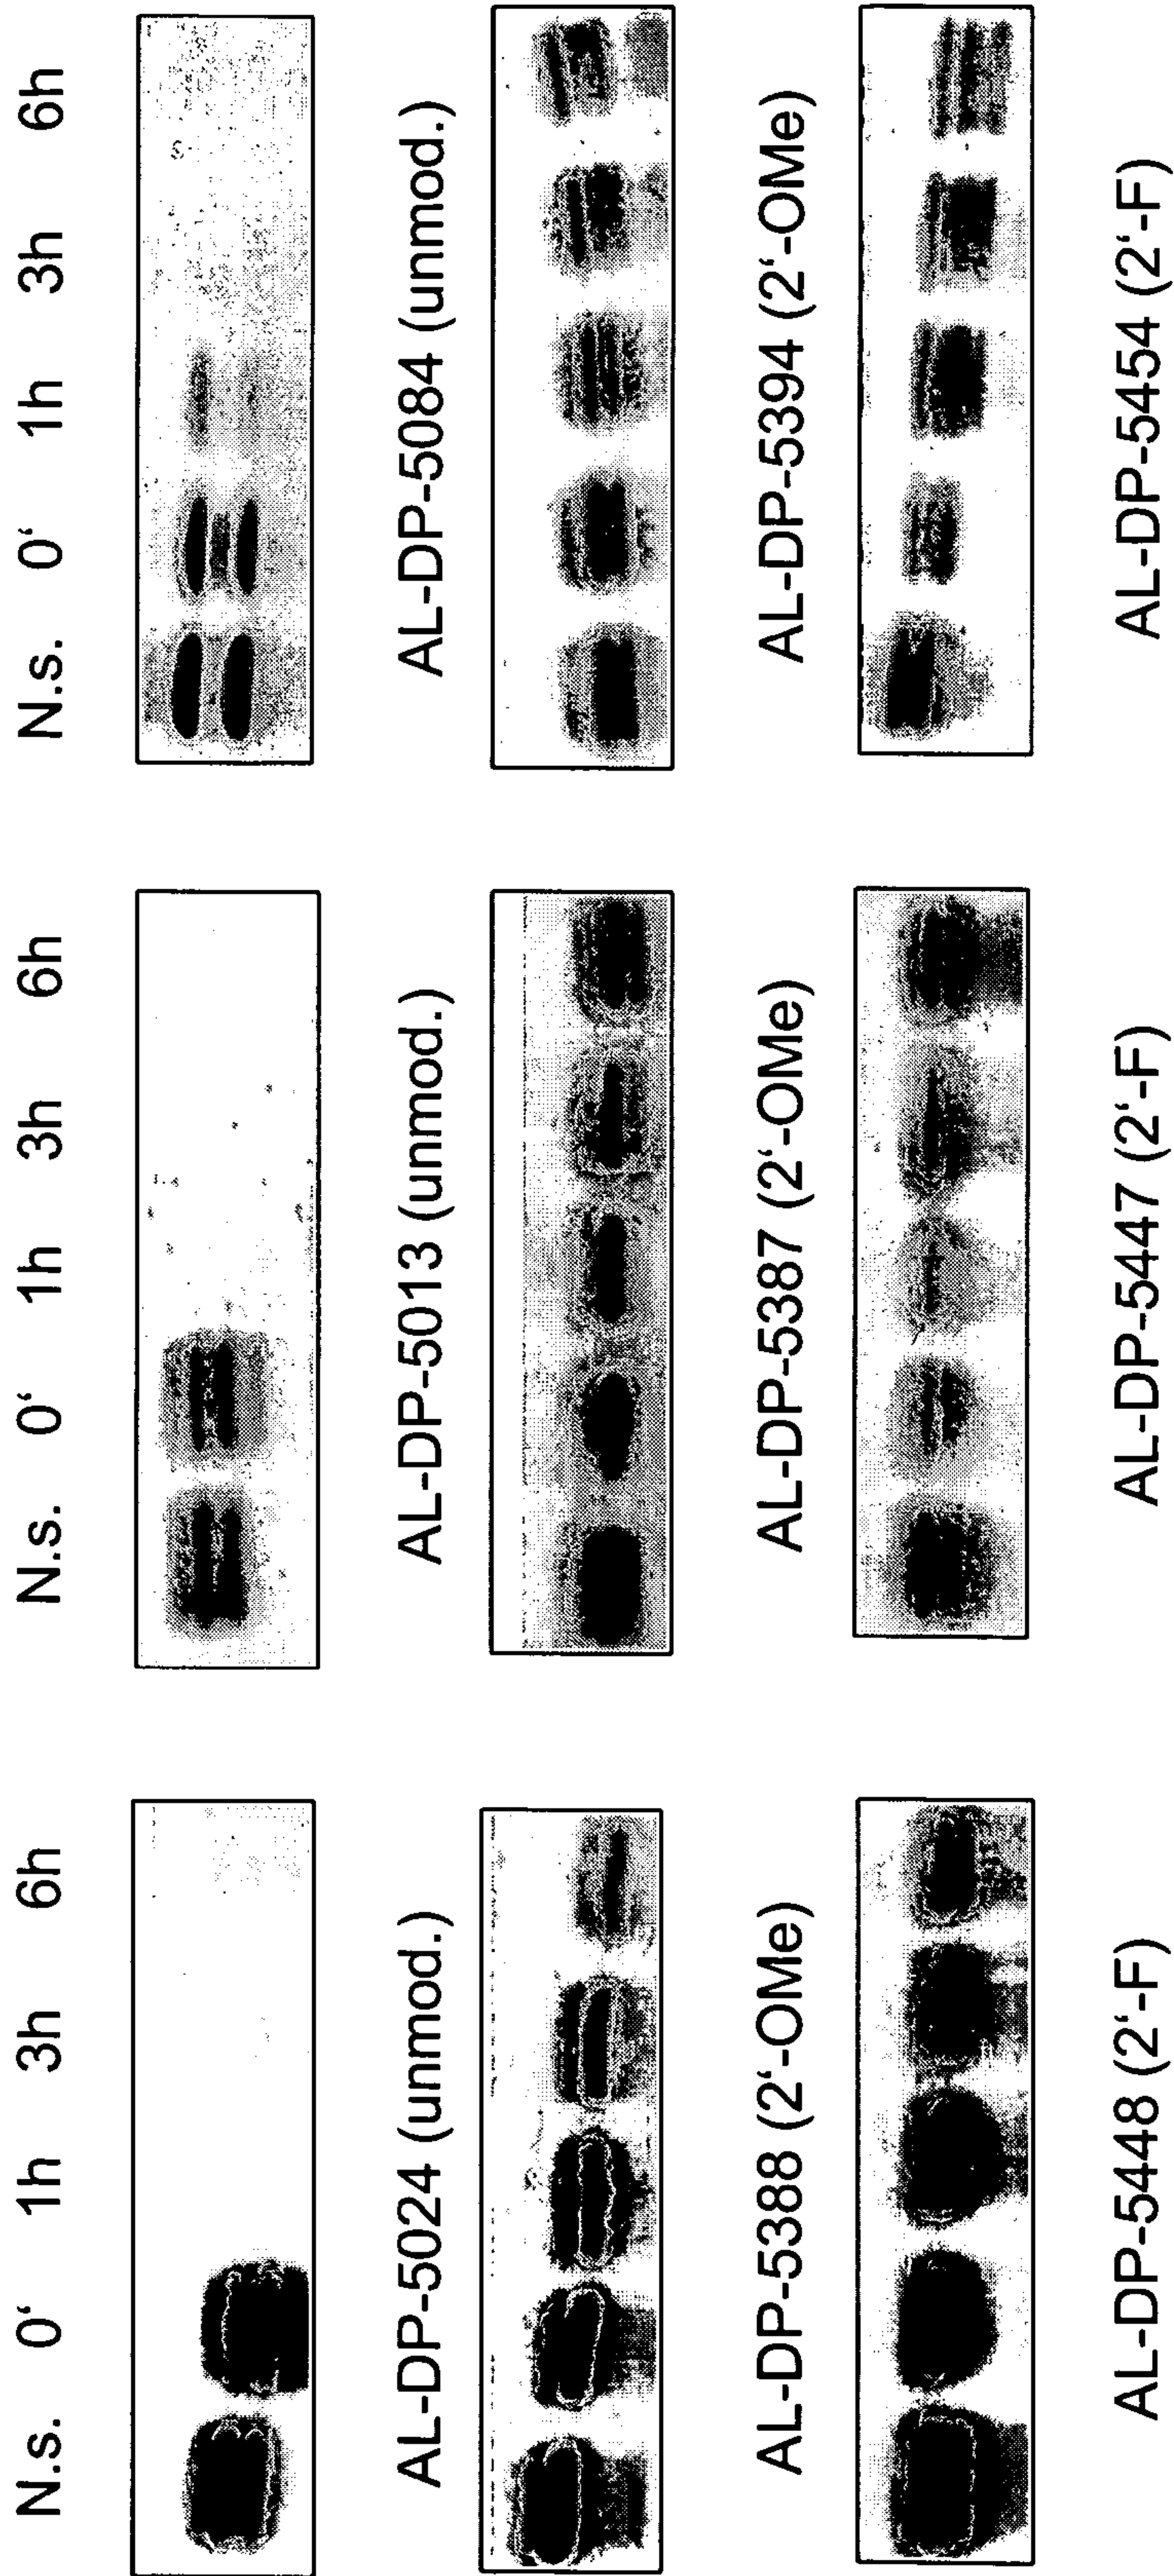 N.s. 0‘ 1h 3h 6h N.s. 0‘ 1h 3h 6h N.s. 0‘ 1h 3h 6h
AL-DP-5024 (unmod.) AL-DP-5013 (unmod.) AL-DP-5084 (unmod.)
AL-DP-5388 (2‘-OMe) AL-DP-5387 (2‘-OMe) AL-DP-5394 (2‘-OMe)
AL-DP-5448 (2‘-F) AL-DP-5447 (2‘-F) AL-DP-5454 (2‘-F)